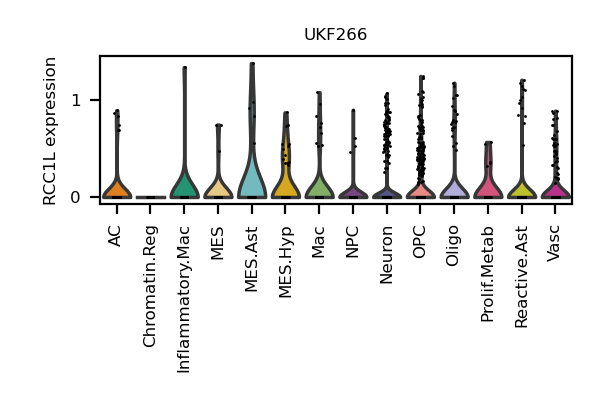 UKF266
RCC1L expression
1
0
AC
Chromatin.Reg
Inflammatory.Mac
MES
MES.Ast
MES.Hyp
Mac
NPC
Neuron
OPC
Oligo
Prolif.Metab
Reactive.Ast
Vasc